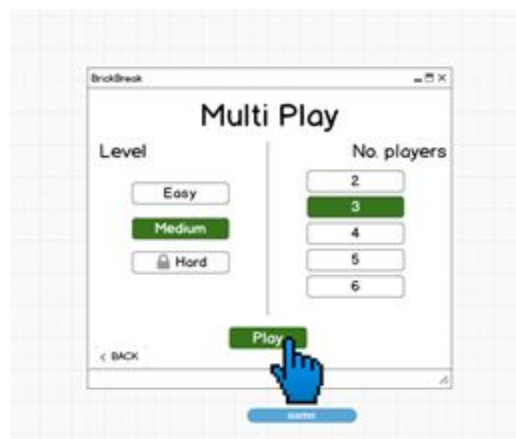 BrickBreak
Multi Play
Level
No. players
Easy
Medium
Hard
2
3
4
5
6
Play
< BACK